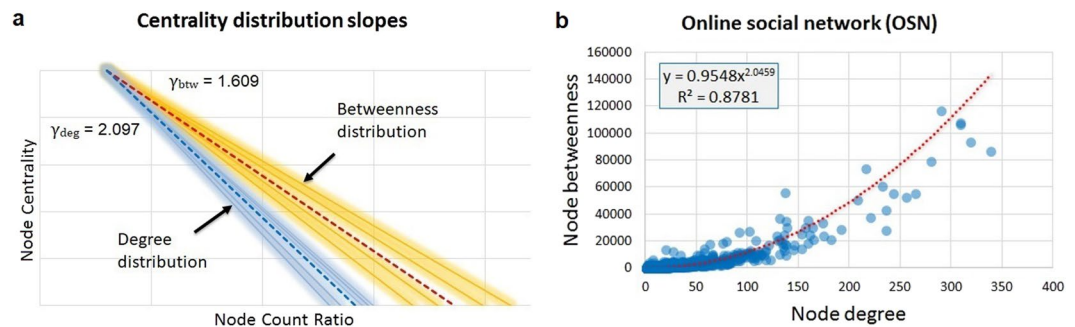 a
Centrality distribution slopes
γbtw = 1.609
γdeg = 2.097
Betweenness
distribution
Degree
distribution
Node Centrality
Node Count Ratio
b
Online social network (OSN)
y = 0.9548x^2.0459
R² = 0.8781
Node betweenness
160000
140000
120000
100000
80000
60000
40000
20000
0
0 50 100 150 200 250 300 350 400
Node degree